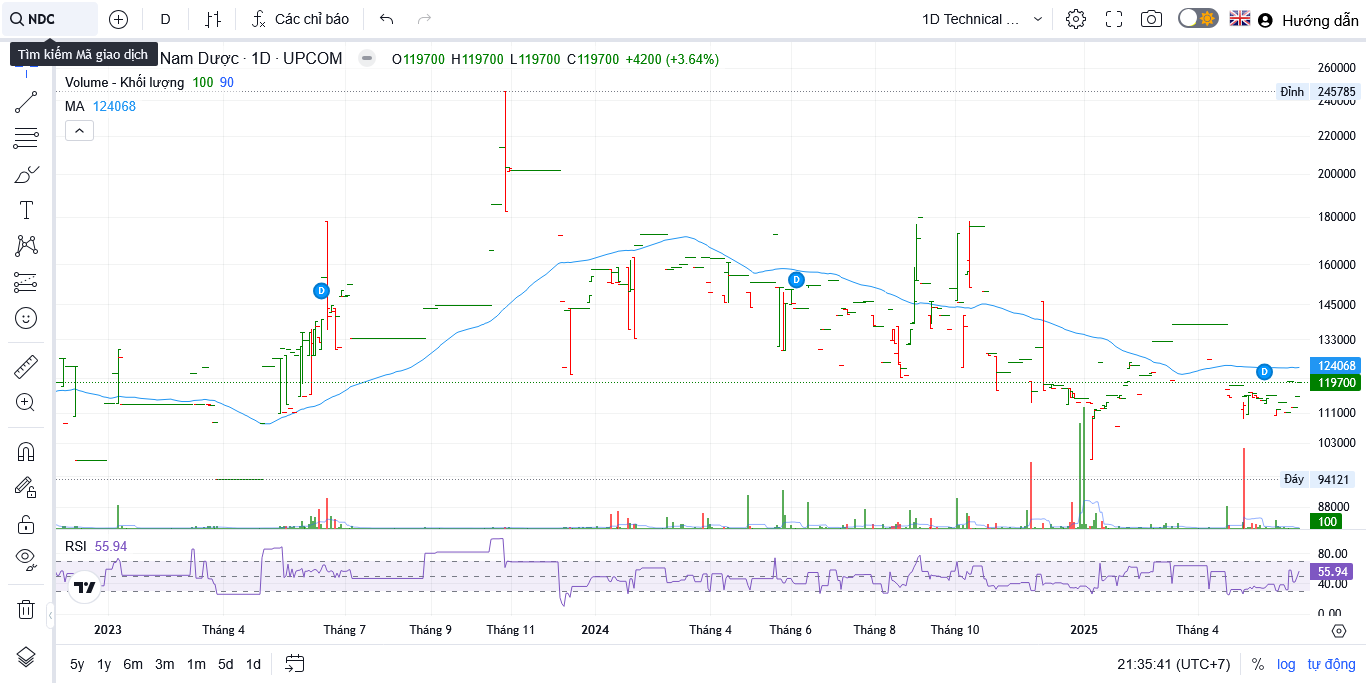 NDC
D
Các chỉ báo
1D Technical ...
Hướng dẫn
Tìm kiếm Mã giao dịch
Nam Dược · 1D · UPCOM
O119700 H119700 L119700 C119700 +4200 (+3.64%)
Volume - Khối lượng 100 90
MA 124068
260000
Đỉnh 245785
240000
220000
200000
180000
160000
145000
133000
124068
119700
111000
103000
Đáy 94121
88000
100
D
D
D
RSI 55.94
80.00
55.94
40.00
0.00
2023 Tháng 4 Tháng 7 Tháng 9 Tháng 11 2024 Tháng 4 Tháng 6 Tháng 8 Tháng 10 2025 Tháng 4
5y 1y 6m 3m 1m 5d 1d
21:35:41 (UTC+7) % log tự động